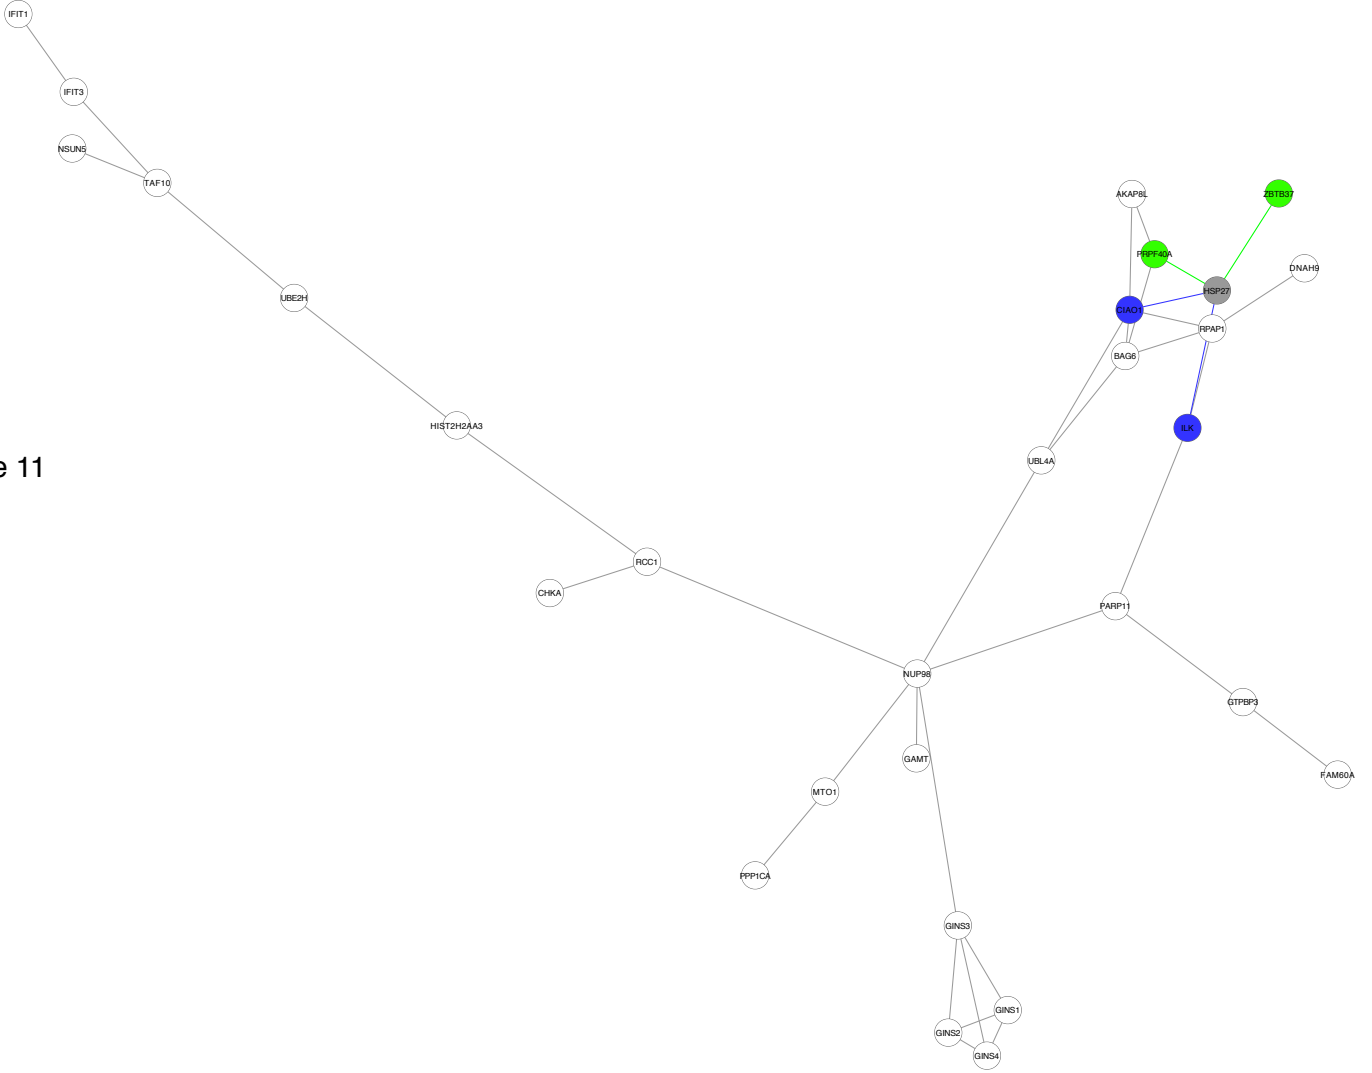 IFIT1
IFIT3
NSUN5
TAF10
AKAP8L
ZBTB37
PRPF40A
DNAH9
HSP27
UBE2H
CIAO1
RPAP1
BAG6
HIST2H2AA3
ILK
UBL4A
e 11
RCC1
CHKA
PARP11
NUP98
GTPBP3
GAMT
FAM60A
MTO1
PPP1CA
GINS3
GINS1
GINS2
GINS4